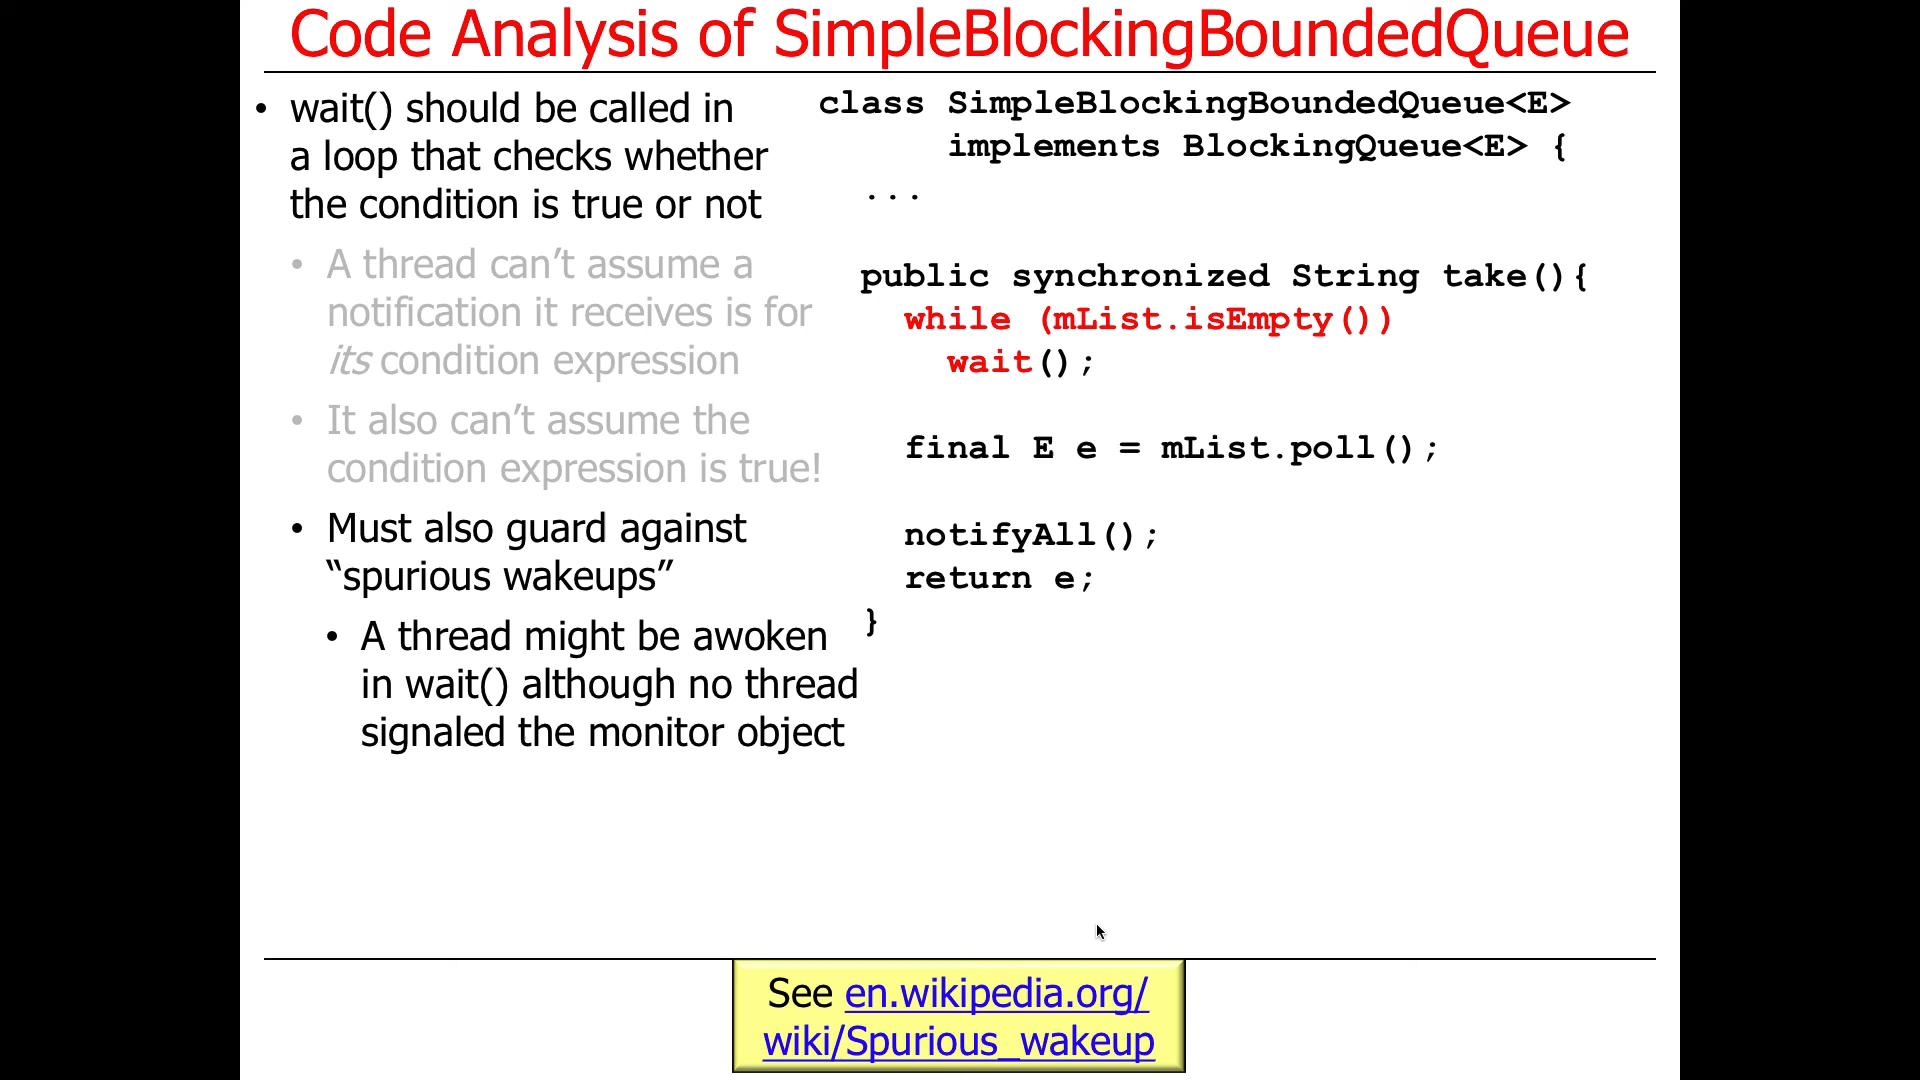 Code Analysis of SimpleBlockingBoundedQueue
• wait() should be called in
a loop that checks whether
the condition is true or not
• A thread can’t assume a
notification it receives is for
its condition expression
• It also can’t assume the
condition expression is true!
• Must also guard against
“spurious wakeups”
• A thread might be awoken
in wait() although no thread
signaled the monitor object
class SimpleBlockingBoundedQueue<E>
implements BlockingQueue<E> {
...
public synchronized String take(){
while (mList.isEmpty())
wait();
final E e = mList.poll();
notifyAll();
return e;
}
See en.wikipedia.org/
wiki/Spurious_wakeup